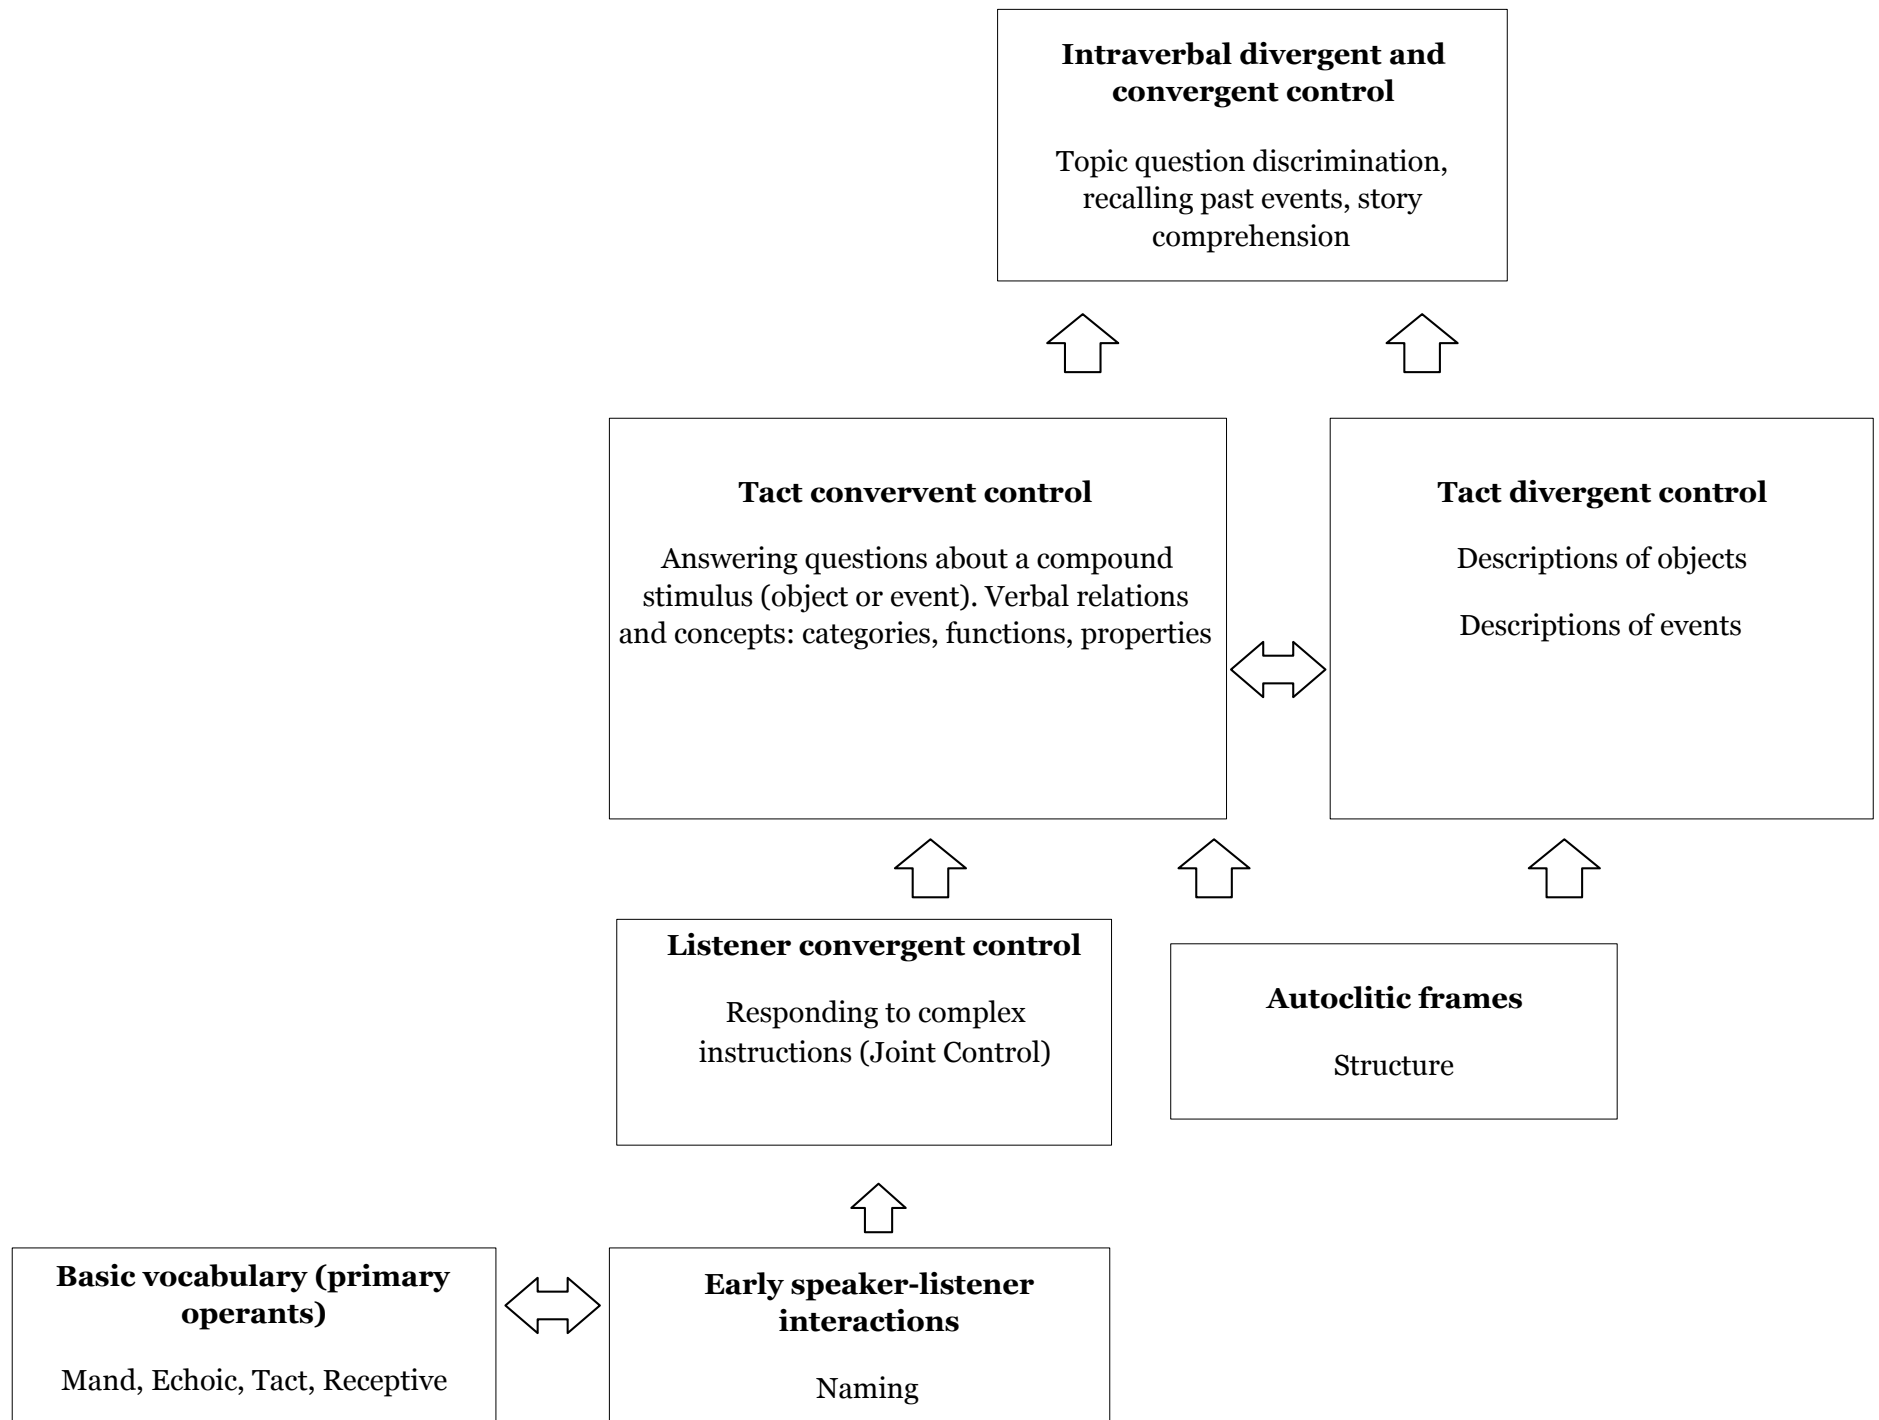 Intraverbal divergent and
convergent control
Topic question discrimination,
recalling past events, story
comprehension
Tact convervent control
Answering questions about a compound
stimulus (object or event). Verbal relations
and concepts: categories, functions, properties
Tact divergent control
Descriptions of objects
Descriptions of events
Listener convergent control
Responding to complex
instructions (Joint Control)
Autoclitic frames
Structure
Basic vocabulary (primary
operants)
Mand, Echoic, Tact, Receptive
Early speaker-listener
interactions
Naming